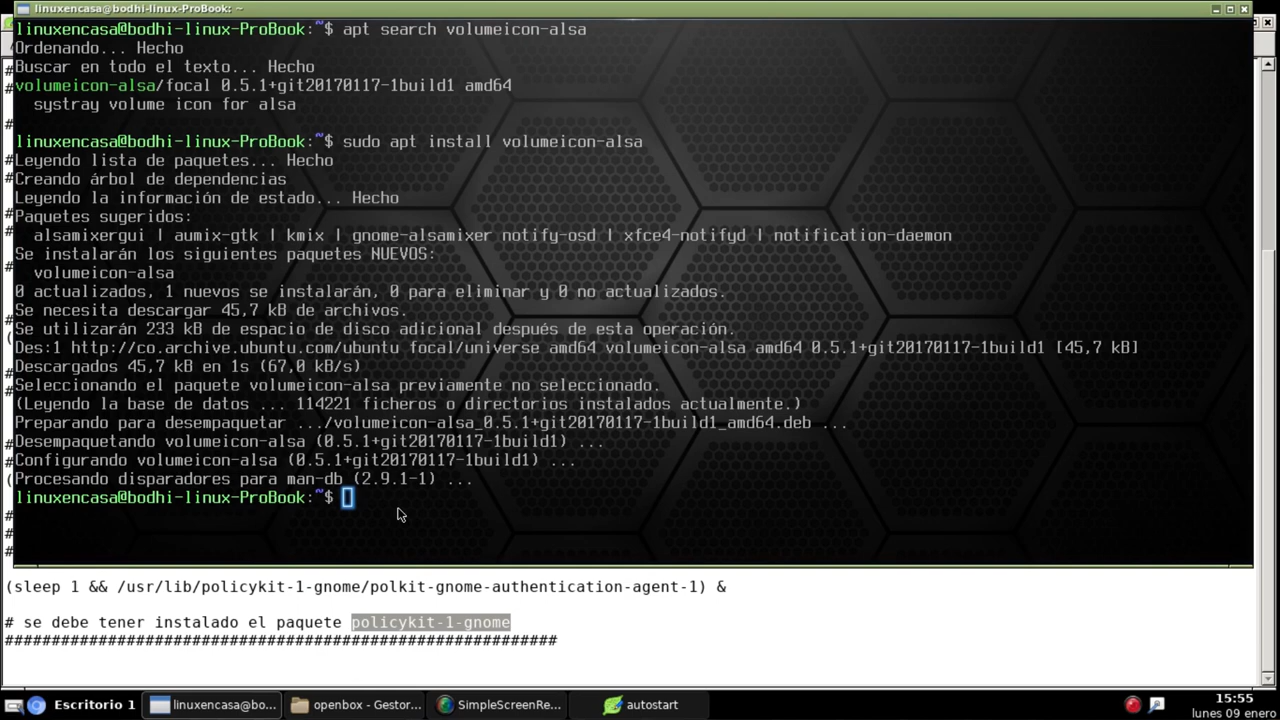 linuxencasa@bodhi-linux-ProBook: ~
linuxencasa@bodhi-linux-ProBook:~$ apt search volumeicon-alsa
Ordenando... Hecho
Buscar en todo el texto... Hecho
volumeicon-alsa/focal 0.5.1+git20170117-1build1 amd64
  systray volume icon for alsa
linuxencasa@bodhi-linux-ProBook:~$ sudo apt install volumeicon-alsa
Leyendo lista de paquetes... Hecho
Creando árbol de dependencias
Leyendo la información de estado... Hecho
Paquetes sugeridos:
  alsamixergui | aumix-gtk | kmix | gnome-alsamixer notify-osd | xfce4-notifyd | notification-daemon
Se instalarán los siguientes paquetes NUEVOS:
  volumeicon-alsa
0 actualizados, 1 nuevos se instalarán, 0 para eliminar y 0 no actualizados.
Se necesita descargar 45,7 kB de archivos.
Se utilizarán 233 kB de espacio de disco adicional después de esta operación.
Des:1 http://co.archive.ubuntu.com/ubuntu focal/universe amd64 volumeicon-alsa amd64 0.5.1+git20170117-1build1 [45,7 kB]
Descargados 45,7 kB en 1s (67,0 kB/s)
Seleccionando el paquete volumeicon-alsa previamente no seleccionado.
(Leyendo la base de datos ... 114221 ficheros o directorios instalados actualmente.)
Preparando para desempaquetar .../volumeicon-alsa_0.5.1+git20170117-1build1_amd64.deb ...
Desempaquetando volumeicon-alsa (0.5.1+git20170117-1build1) ...
Configurando volumeicon-alsa (0.5.1+git20170117-1build1) ...
Procesando disparadores para man-db (2.9.1-1) ...
linuxencasa@bodhi-linux-ProBook:~$
(sleep 1 && /usr/lib/policykit-1-gnome/polkit-gnome-authentication-agent-1) &
# se debe tener instalado el paquete policykit-1-gnome
###########################################################
Escritorio 1
linuxencasa@bo...
openbox - Gestor...
SimpleScreenRe...
autostart
15:55
lunes 09 enero